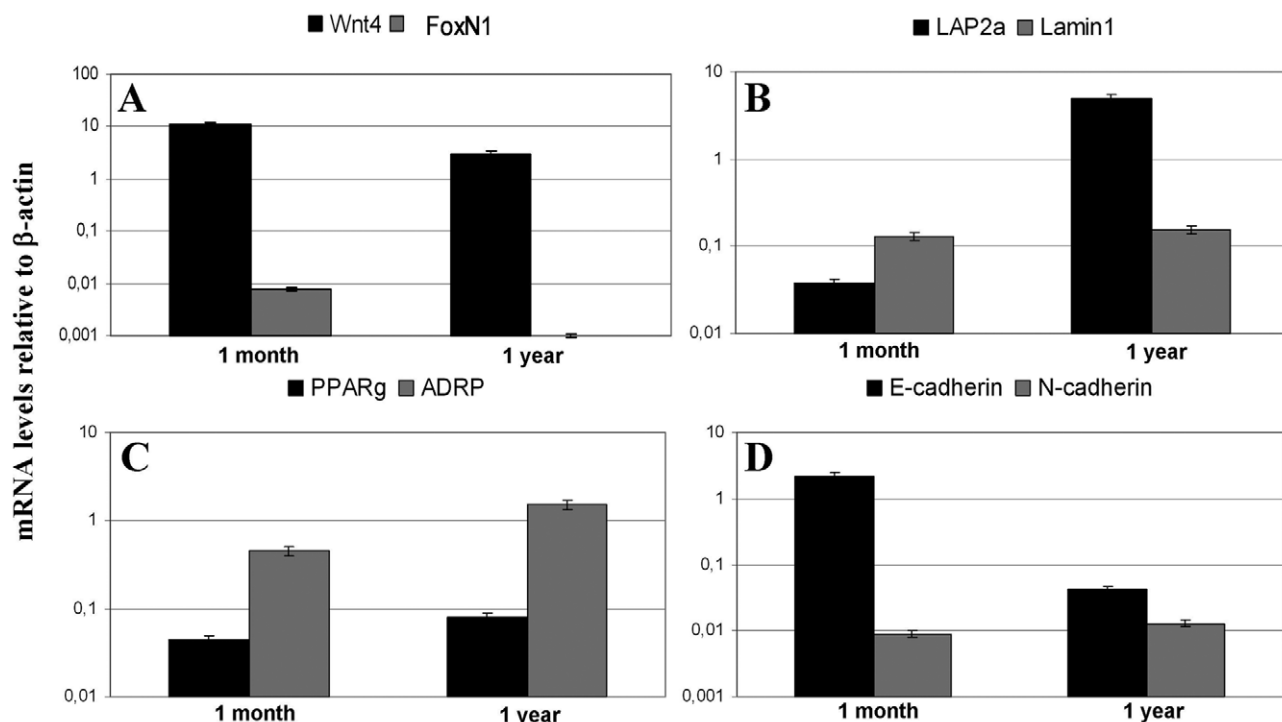 Wnt4 FoxN1
LAP2a Lamin1
mRNA levels relative to β-actin
A
100
10
1
0,1
0,01
0,001
1 month 1 year
B
10
1
0,1
0,01
1 month 1 year
PPARg ADRP
E-cadherin N-cadherin
C
10
1
0,1
0,01
1 month 1 year
D
10
1
0,1
0,01
0,001
1 month 1 year